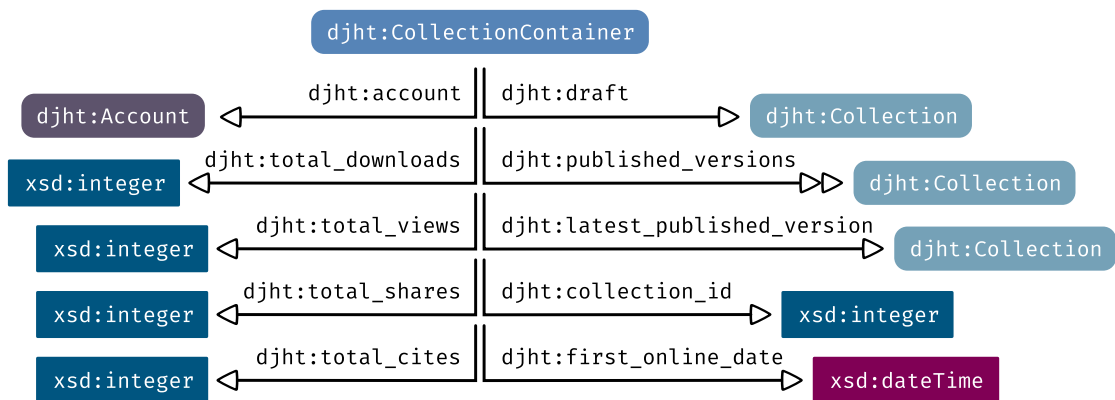 djht:CollectionContainer
djht:account djht:draft
djht:Account djht:Collection
djht:total_downloads djht:published_versions
xsd:integer djht:Collection
djht:total_views djht:latest_published_version
xsd:integer djht:Collection
djht:total_shares djht:collection_id
xsd:integer xsd:integer
djht:total_cites djht:first_online_date
xsd:integer xsd:dateTime